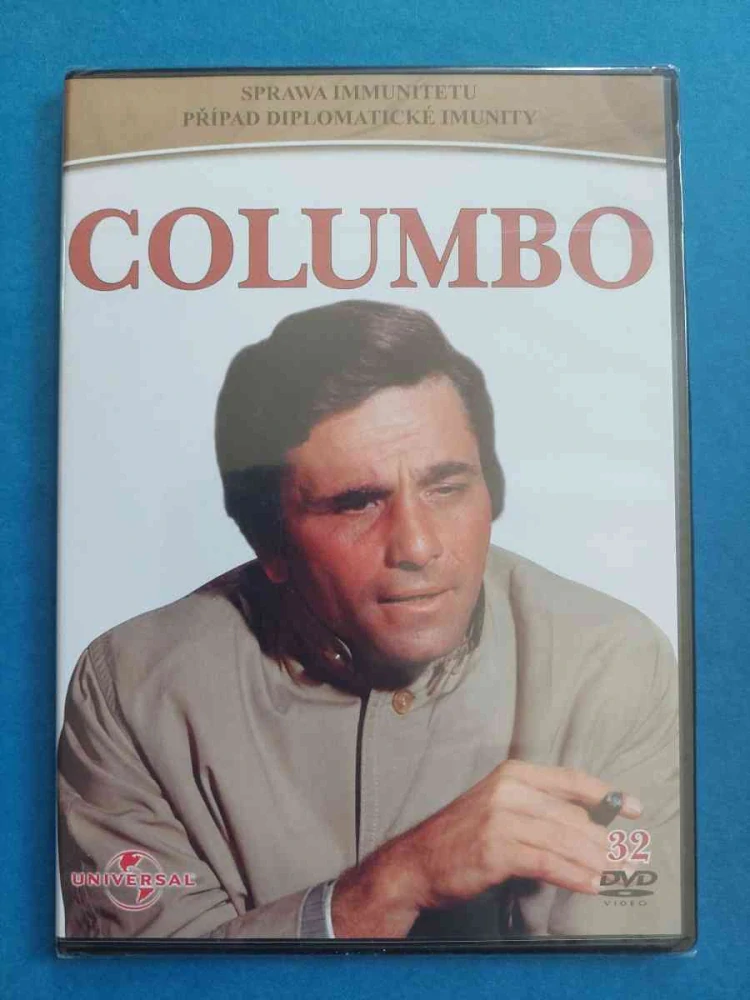 SPRAWA IMMUNITETU
PŘÍPAD DIPLOMATICKÉ IMUNITY
COLUMBO
32
UNIVERSAL
DVD
VIDEO